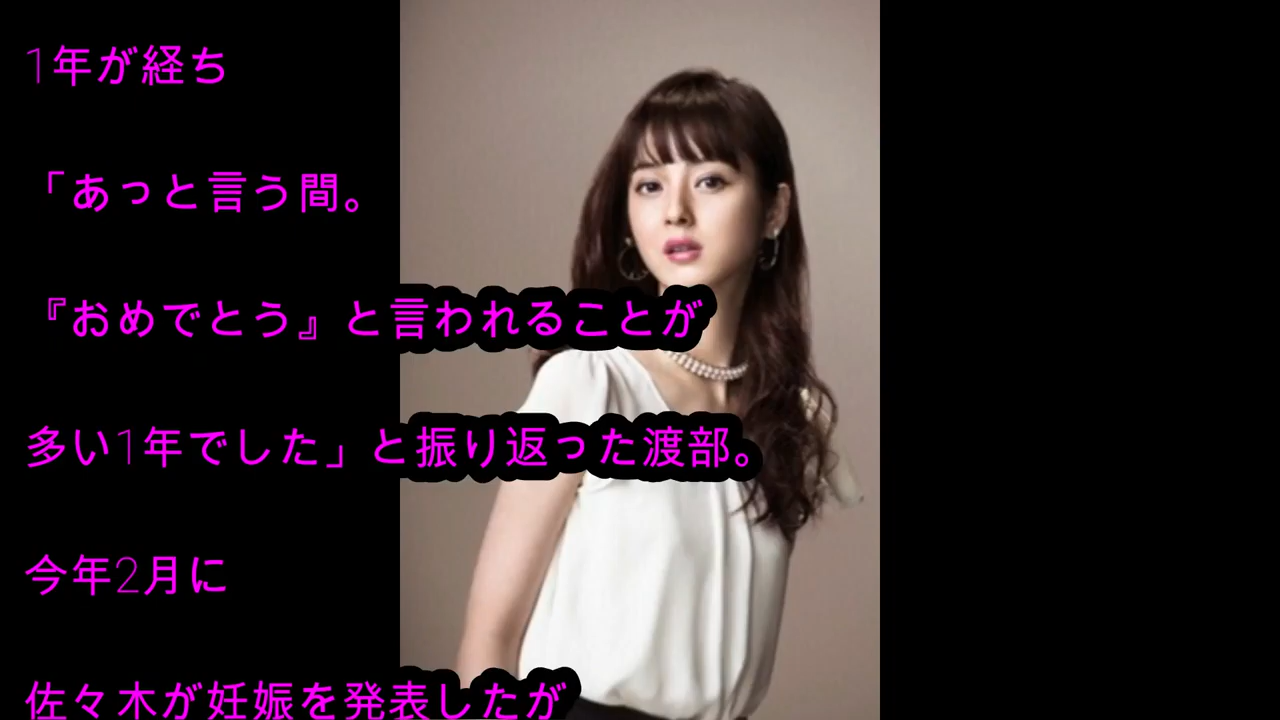 1年が経ち
「あっと言う間。
『おめでとう』と言われることが
多い1年でした」と振り返った渡部。
今年2月に
佐々木が妊娠を発表したが